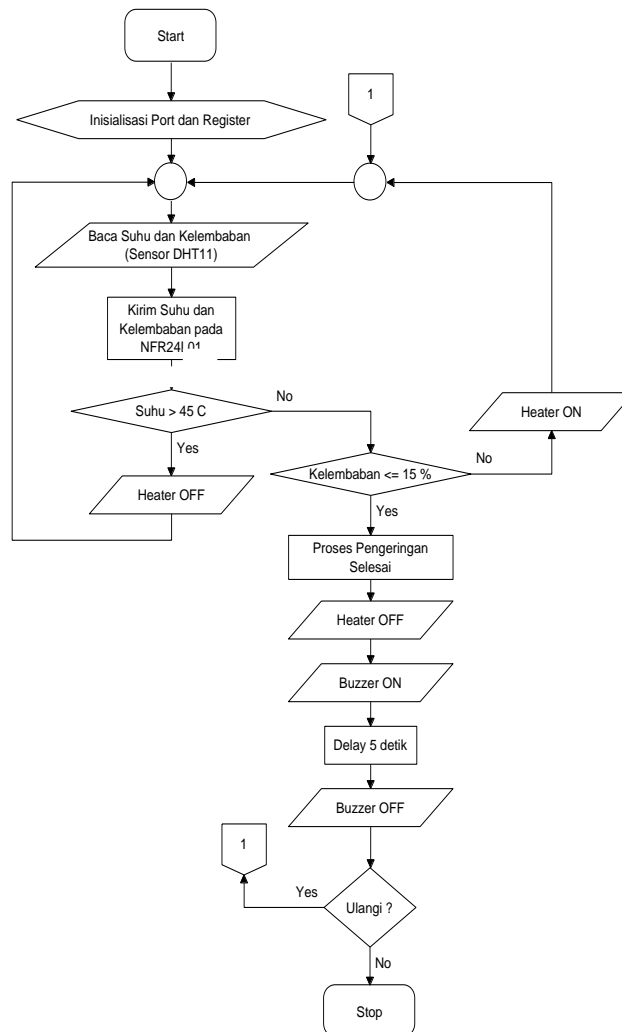 Start
Inisialisasi Port dan Register
1
Baca Suhu dan Kelembaban
(Sensor DHT11)
Kirim Suhu dan
Kelembaban pada
NFR24L01
Suhu > 45 C
No
Heater ON
Yes
Kelembaban <= 15 %
No
Heater OFF
Yes
Proses Pengeringan
Selesai
Heater OFF
Buzzer ON
Delay 5 detik
Buzzer OFF
1
Yes
Ulangi ?
No
Stop